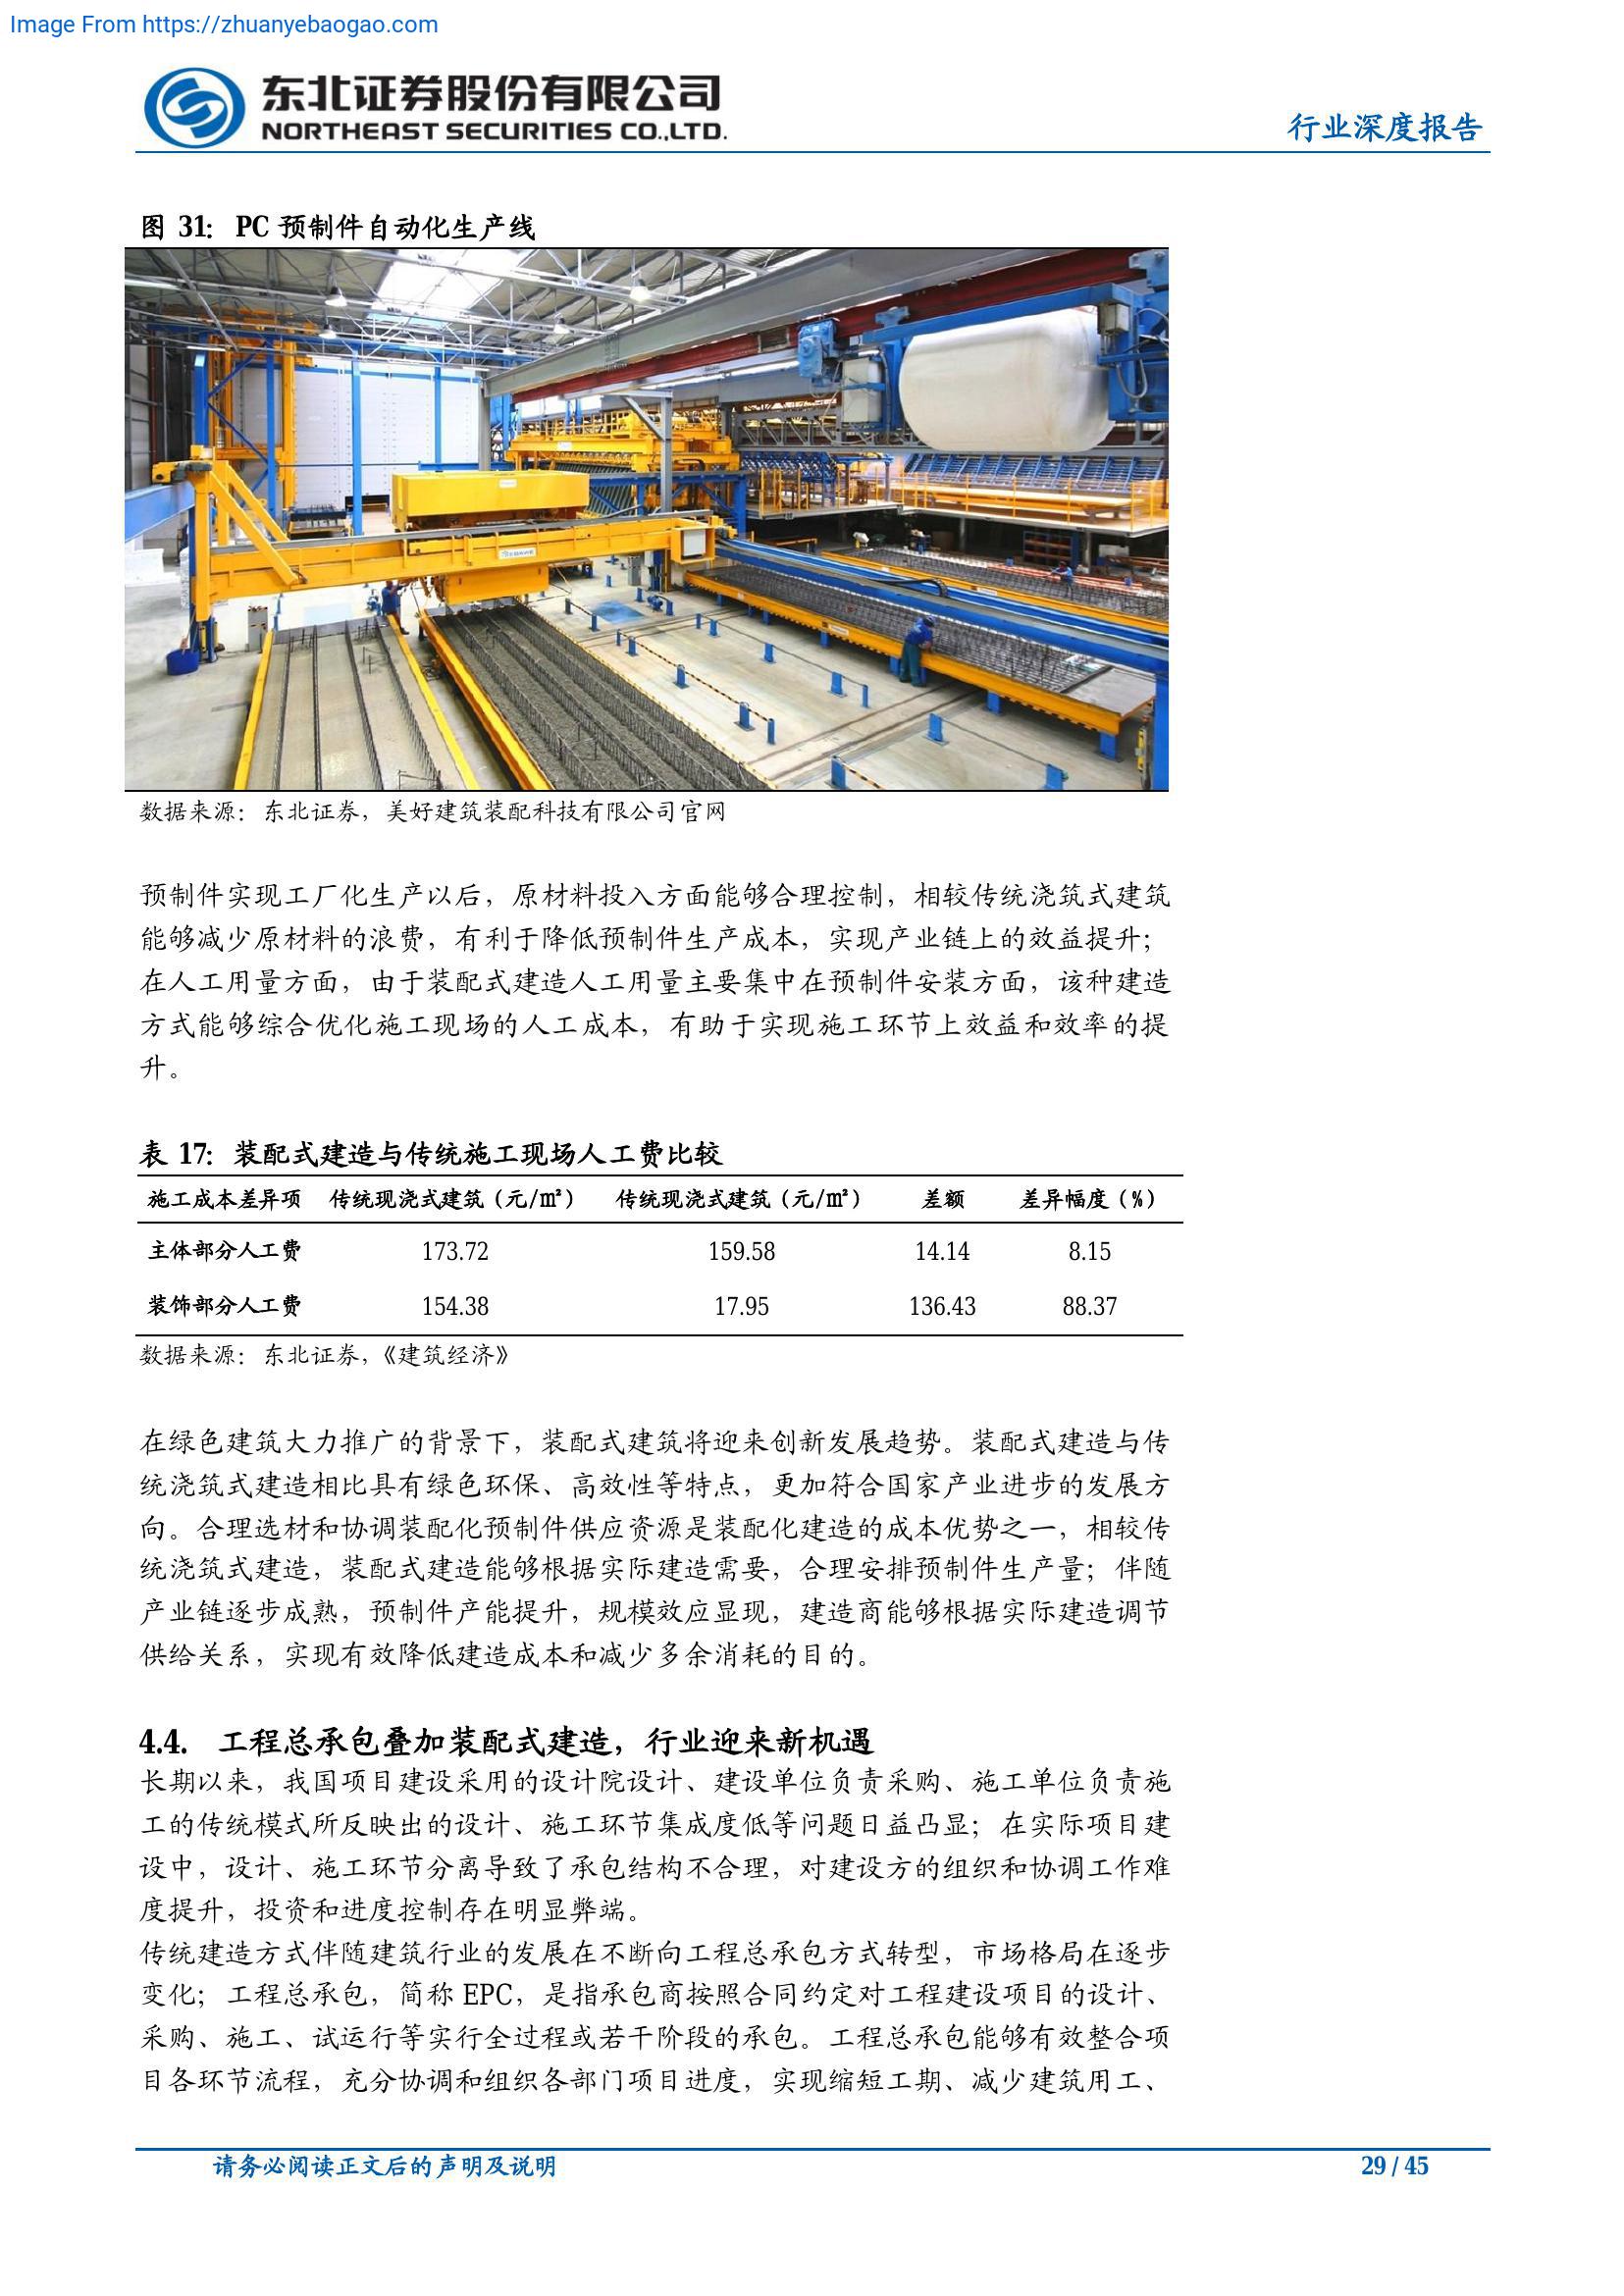 Image From https://zhuanyebaogao.com
东北证券股份有限公司
NORTHEAST SECURITIES CO.,LTD.
行业深度报告
图 31: PC 预制件自动化生产线
数据来源：东北证券，美好建筑装配科技有限公司官网
预制件实现工厂化生产以后，原材料投入方面能够合理控制，相较传统浇筑式建筑
能够减少原材料的浪费，有利于降低预制件生产成本，实现产业链上的效益提升；
在人工用量方面，由于装配式建造人工用量主要集中在预制件安装方面，该种建造
方式能够综合优化施工现场的人工成本，有助于实现施工环节上效益和效率的提
升。
表 17: 装配式建造与传统施工现场人工费比较
施工成本差异项 传统现浇式建筑（元/㎡） 传统现浇式建筑（元/㎡） 差额 差异幅度（%）
主体部分人工费 173.72 159.58 14.14 8.15
装饰部分人工费 154.38 17.95 136.43 88.37
数据来源：东北证券，《建筑经济》
在绿色建筑大力推广的背景下，装配式建筑将迎来创新发展趋势。装配式建造与传
统浇筑式建造相比具有绿色环保、高效性等特点，更加符合国家产业进步的发展方
向。合理选材和协调装配化预制件供应资源是装配化建造的成本优势之一，相较传
统浇筑式建造，装配式建造能够根据实际建造需要，合理安排预制件生产量；伴随
产业链逐步成熟，预制件产能提升，规模效应显现，建造商能够根据实际建造调节
供给关系，实现有效降低建造成本和减少多余消耗的目的。
4.4. 工程总承包叠加装配式建造，行业迎来新机遇
长期以来，我国项目建设采用的设计院设计、建设单位负责采购、施工单位负责施
工的传统模式所反映出的设计、施工环节集成度低等问题日益凸显；在实际项目建
设中，设计、施工环节分离导致了承包结构不合理，对建设方的组织和协调工作难
度提升，投资和进度控制存在明显弊端。
传统建造方式伴随建筑行业的发展在不断向工程总承包方式转型，市场格局在逐步
变化；工程总承包，简称 EPC，是指承包商按照合同约定对工程建设项目的设计、
采购、施工、试运行等实行全过程或若干阶段的承包。工程总承包能够有效整合项
目各环节流程，充分协调和组织各部门项目进度，实现缩短工期、减少建筑用工、
请务必阅读正文后的声明及说明
29 / 45